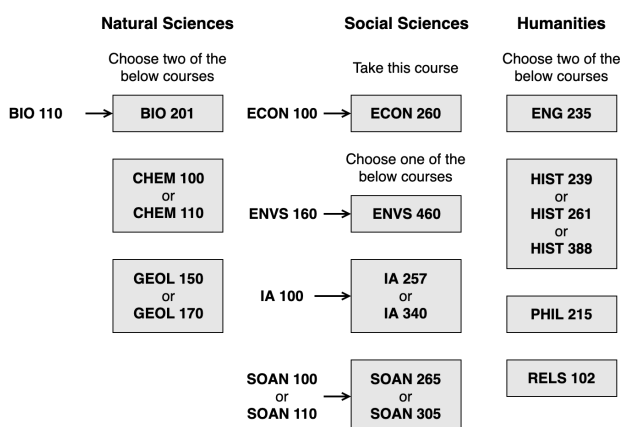 Natural Sciences
Choose two of the
below courses
BIO 110
BIO 201
CHEM 100
or
CHEM 110
GEOL 150
or
GEOL 170
Social Sciences
Take this course
ECON 100
ECON 260
Choose one of the
below courses
ENVS 160
ENVS 460
IA 100
IA 257
or
IA 340
SOAN 100
or
SOAN 110
SOAN 265
or
SOAN 305
Humanities
Choose two of the
below courses
ENG 235
HIST 239
or
HIST 261
or
HIST 388
PHIL 215
RELS 102